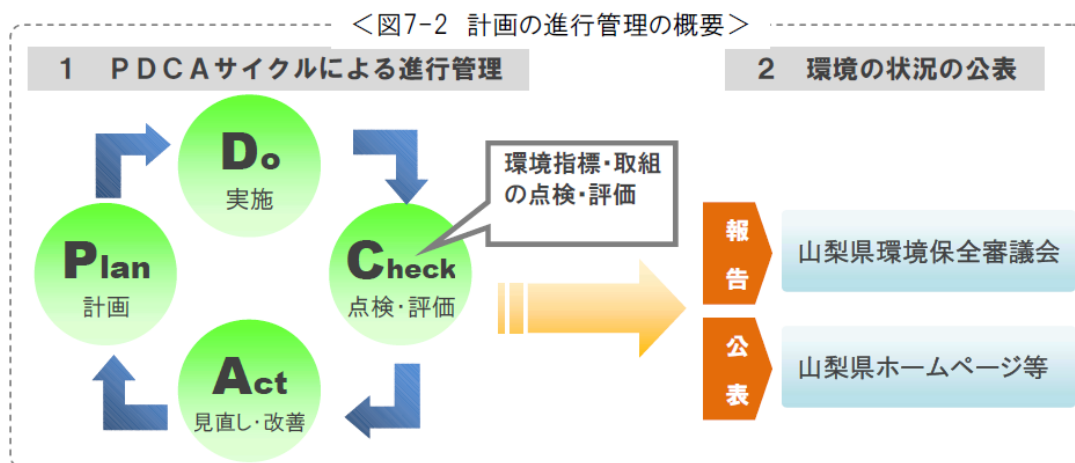 ＜図7-2 計画の進行管理の概要＞
1 PDCAサイクルによる進行管理
Do
実施
Plan
計画
Check
点検・評価
環境指標・取組
の点検・評価
Act
見直し・改善
2 環境の状況の公表
報告
山梨県環境保全審議会
公表
山梨県ホームページ等